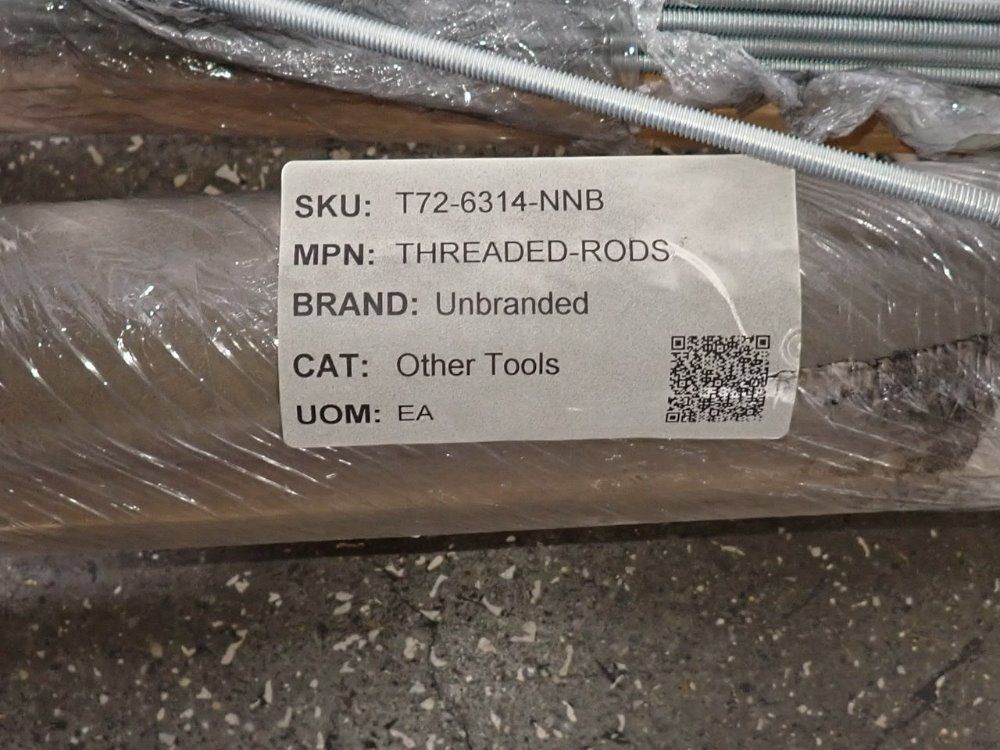 SKU: T72-6314-NNB
MPN: THREADED-RODS
BRAND: Unbranded
CAT: Other Tools
UOM: EA